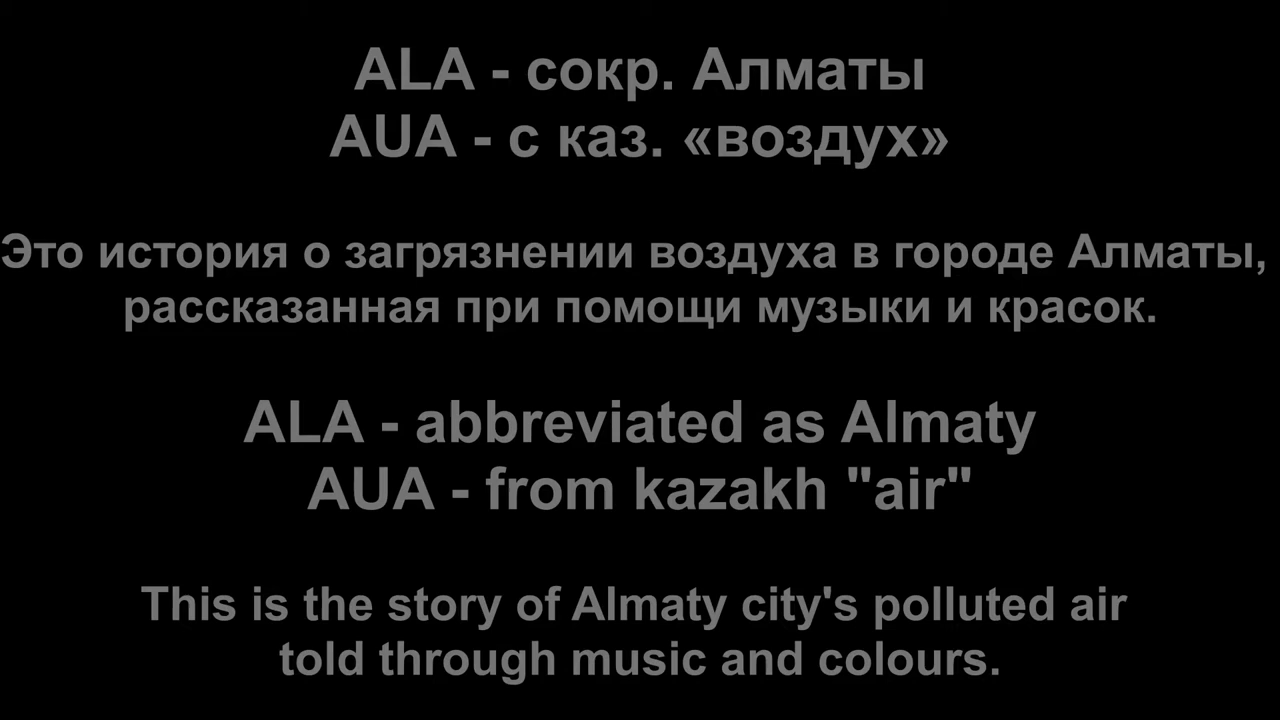 ALA - сокр. Алматы
AUA - с каз. «воздух»
Это история о загрязнении воздуха в городе Алматы,
рассказанная при помощи музыки и красок.
ALA - abbreviated as Almaty
AUA - from kazakh "air"
This is the story of Almaty city's polluted air
told through music and colours.